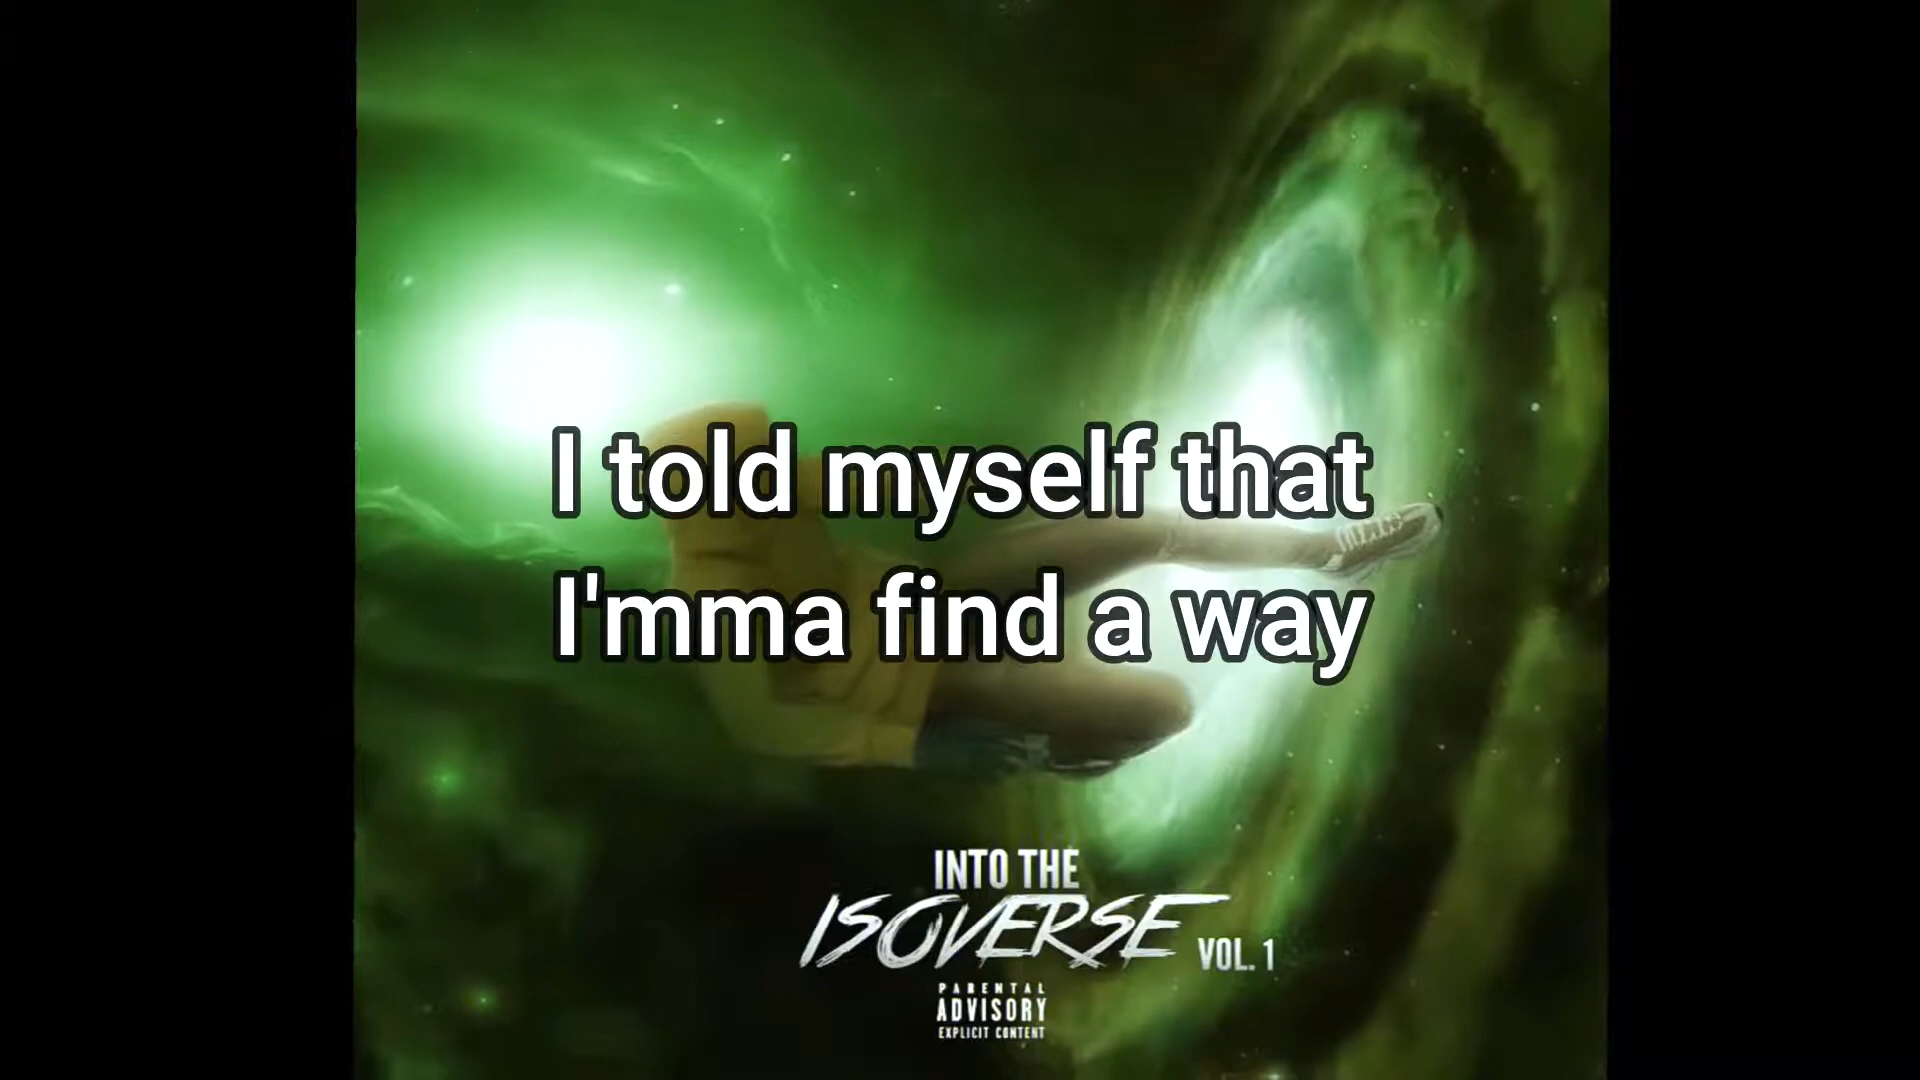 I told myself that
I'mma find a way
INTO THE
ISOVERSE VOL. 1
PARENTAL
ADVISORY
EXPLICIT CONTENT